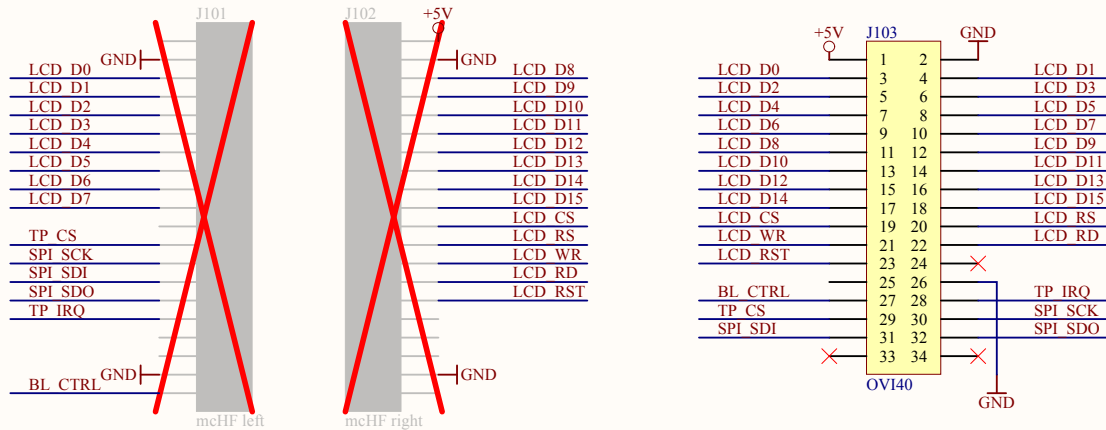 J101
GND
LCD_D0
LCD_D1
LCD_D2
LCD_D3
LCD_D4
LCD_D5
LCD_D6
LCD_D7
TP_CS
SPI_SCK
SPI_SDI
SPI_SDO
TP_IRQ
GND
BL_CTRL
mcHF left
J102
+5V
GND
LCD_D8
LCD_D9
LCD_D10
LCD_D11
LCD_D12
LCD_D13
LCD_D14
LCD_D15
LCD_CS
LCD_RS
LCD_WR
LCD_RD
LCD_RST
GND
mcHF right
+5V J103 GND
1 2
LCD_D0 3 4 LCD_D1
LCD_D2 5 6 LCD_D3
LCD_D4 7 8 LCD_D5
LCD_D6 9 10 LCD_D7
LCD_D8 11 12 LCD_D9
LCD_D10 13 14 LCD_D11
LCD_D12 15 16 LCD_D13
LCD_D14 17 18 LCD_D15
LCD_CS 19 20 LCD_RS
LCD_WR 21 22 LCD_RD
LCD_RST 23 24
25 26
BL_CTRL 27 28 TP_IRQ
TP_CS 29 30 SPI_SCK
SPI_SDI 31 32 SPI_SDO
33 34
OVI40
GND